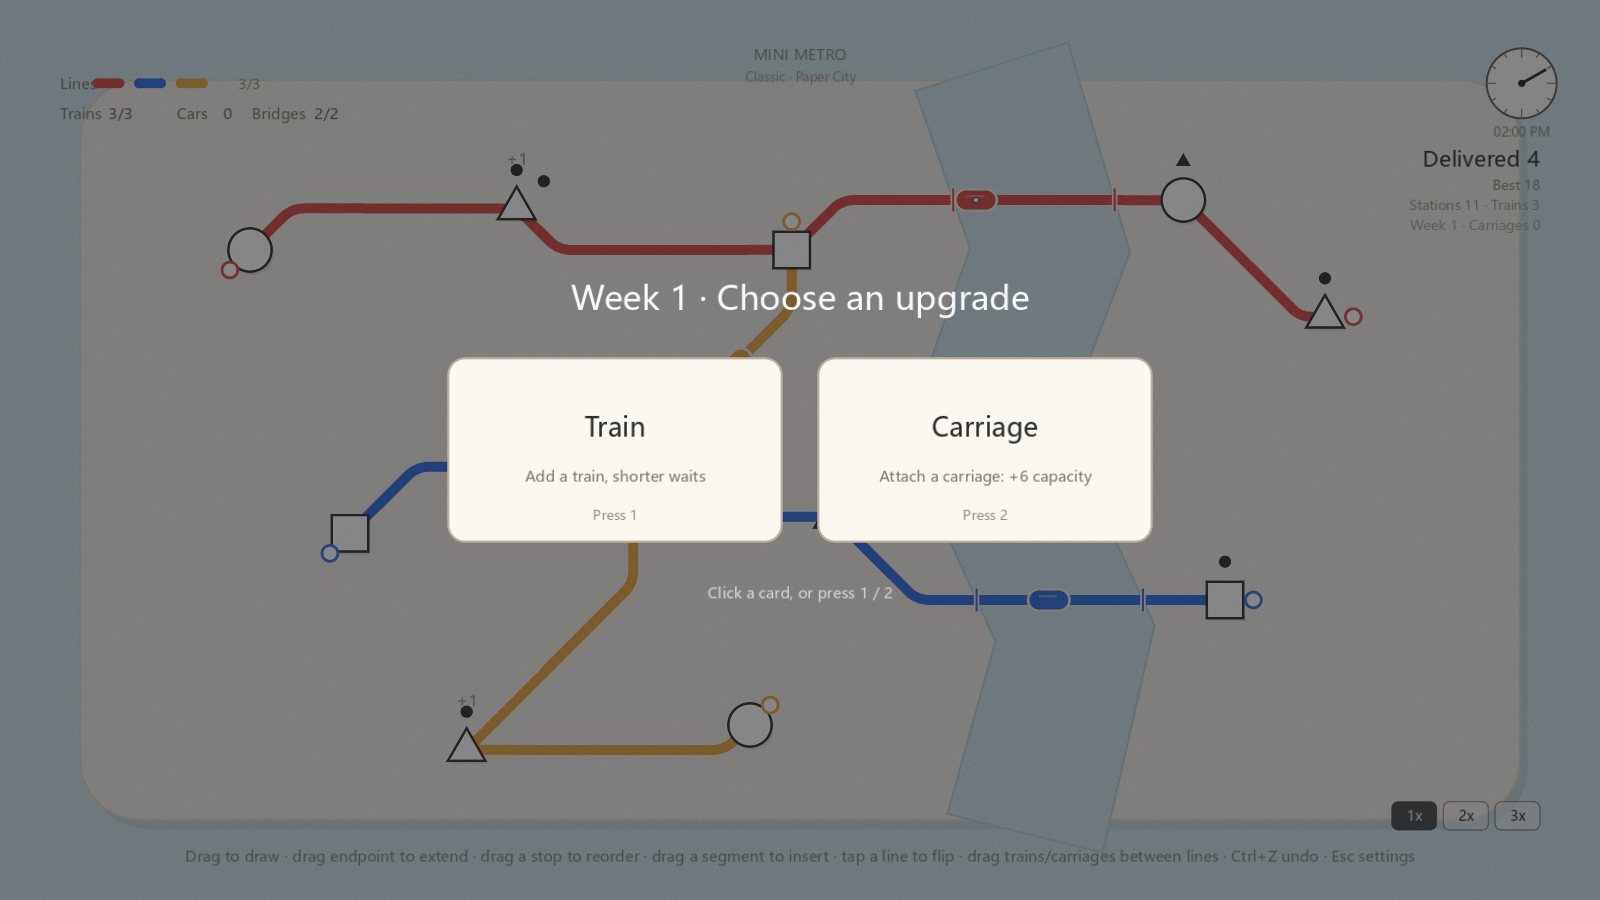 MINI METRO
Classic · Paper City
Lines 3/3
Trains 3/3 Cars 0 Bridges 2/2
02:00 PM
Delivered 4
Best 18
Stations 11 · Trains 3
Week 1 · Carriages 0
+1
Week 1 · Choose an upgrade
Train
Add a train, shorter waits
Press 1
Carriage
Attach a carriage: +6 capacity
Press 2
Click a card, or press 1 / 2
+1
1x 2x 3x
Drag to draw · drag endpoint to extend · drag a stop to reorder · drag a segment to insert · tap a line to flip · drag trains/carriages between lines · Ctrl+Z undo · Esc settings